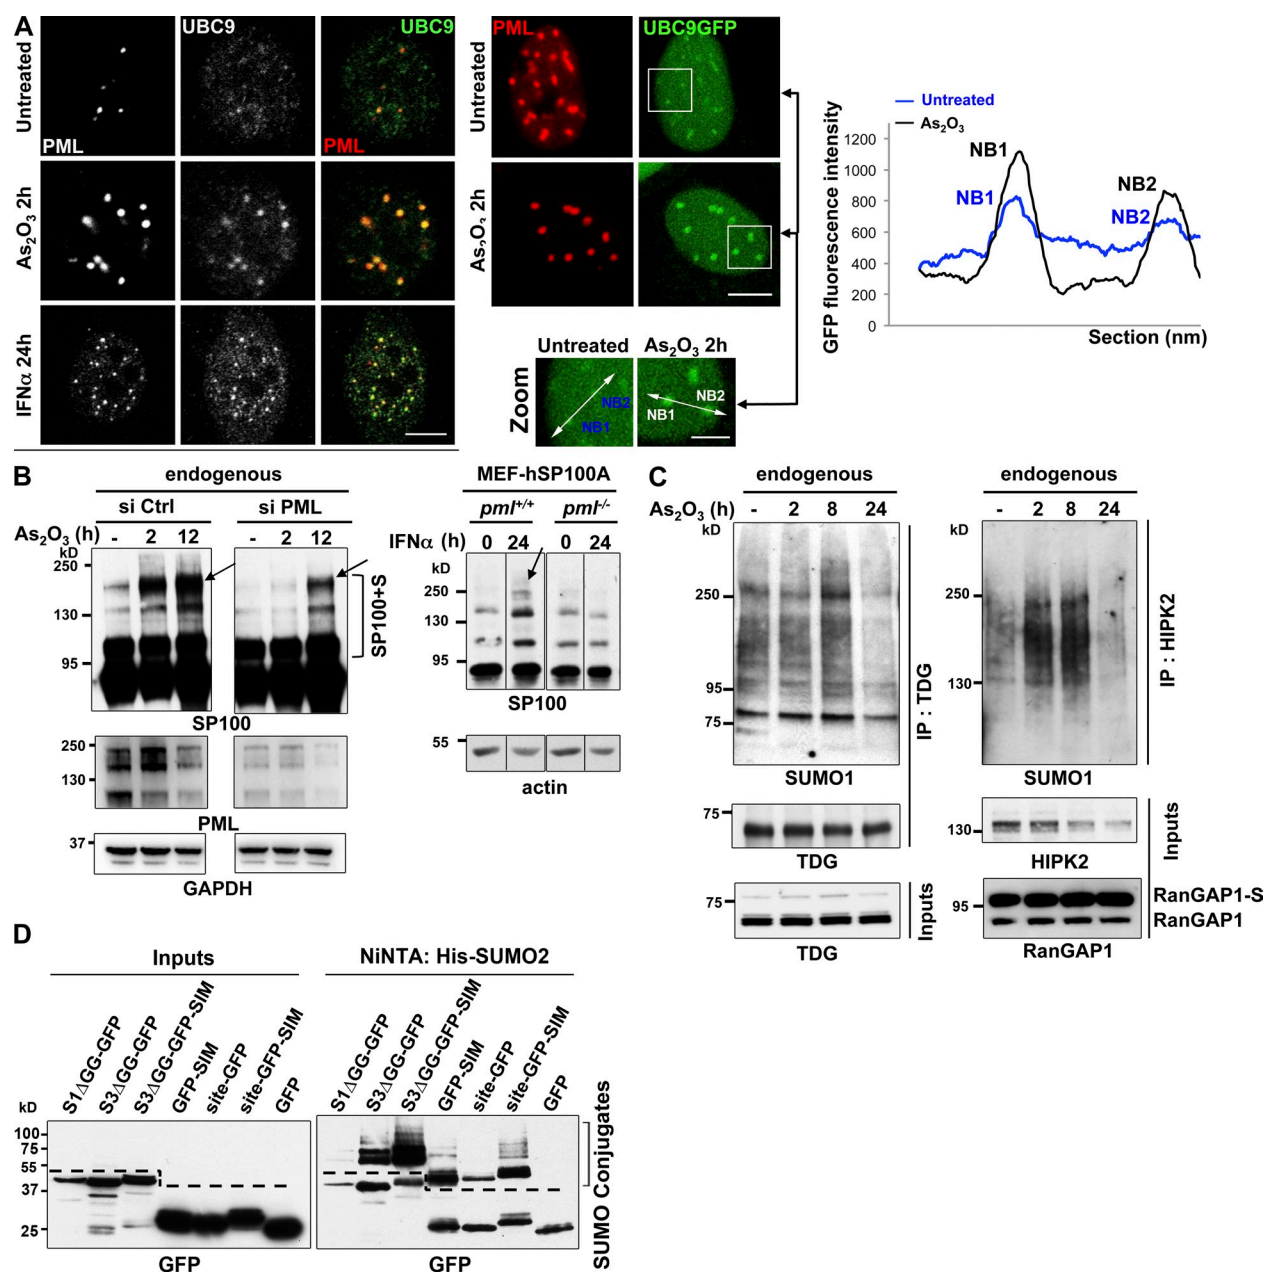 A
UBC9
UBC9
PML
UBC9GFP
Untreated
Untreated
PML
PML
As2O3 2h
As2O3 2h
IFNα 24h
Untreated
As2O3
GFP fluorescence intensity
1200
1000
800
600
400
200
0
NB1
NB1
NB2
NB2
Section (nm)
Zoom
Untreated
As2O3 2h
NB2
NB1
NB2
NB1
B
endogenous
si Ctrl
si PML
As2O3 (h)
- 2 12
- 2 12
kD
250
130
95
SP100+S
SP100
250
130
PML
37
GAPDH
MEF-hSP100A
pml+/+
pml-/-
IFNα (h)
0 24 0 24
kD
250
130
95
SP100
55
actin
C
endogenous
As2O3 (h)
- 2 8 24
kD
250
95
75
IP : TDG
SUMO1
75
TDG
75
Inputs
TDG
endogenous
- 2 8 24
kD
250
130
IP : HIPK2
SUMO1
130
Inputs
HIPK2
95
RanGAP1-S
RanGAP1
RanGAP1
D
Inputs
S1ΔGG-GFP
S3ΔGG-GFP
S3ΔGG-GFP-SIM
GFP-SIM
site-GFP
site-GFP-SIM
GFP
kD
100
75
55
37
25
GFP
NiNTA: His-SUMO2
S1ΔGG-GFP
S3ΔGG-GFP
S3ΔGG-GFP-SIM
GFP-SIM
site-GFP
site-GFP-SIM
GFP
SUMO Conjugates
GFP